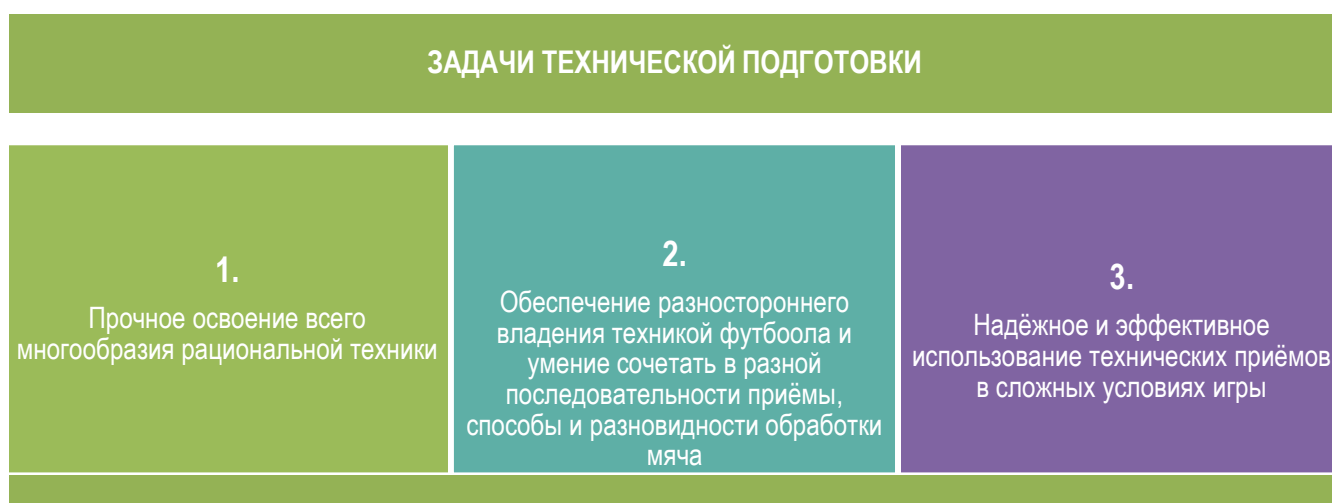 ЗАДАЧИ ТЕХНИЧЕСКОЙ ПОДГОТОВКИ
1.
Прочное освоение всего
многообразия рациональной техники
2.
Обеспечение разностороннего
владения техникой футбоола и
умение сочетать в разной
последовательности приёмы,
способы и разновидности обработки
мяча
3.
Надёжное и эффективное
использование технических приёмов
в сложных условиях игры